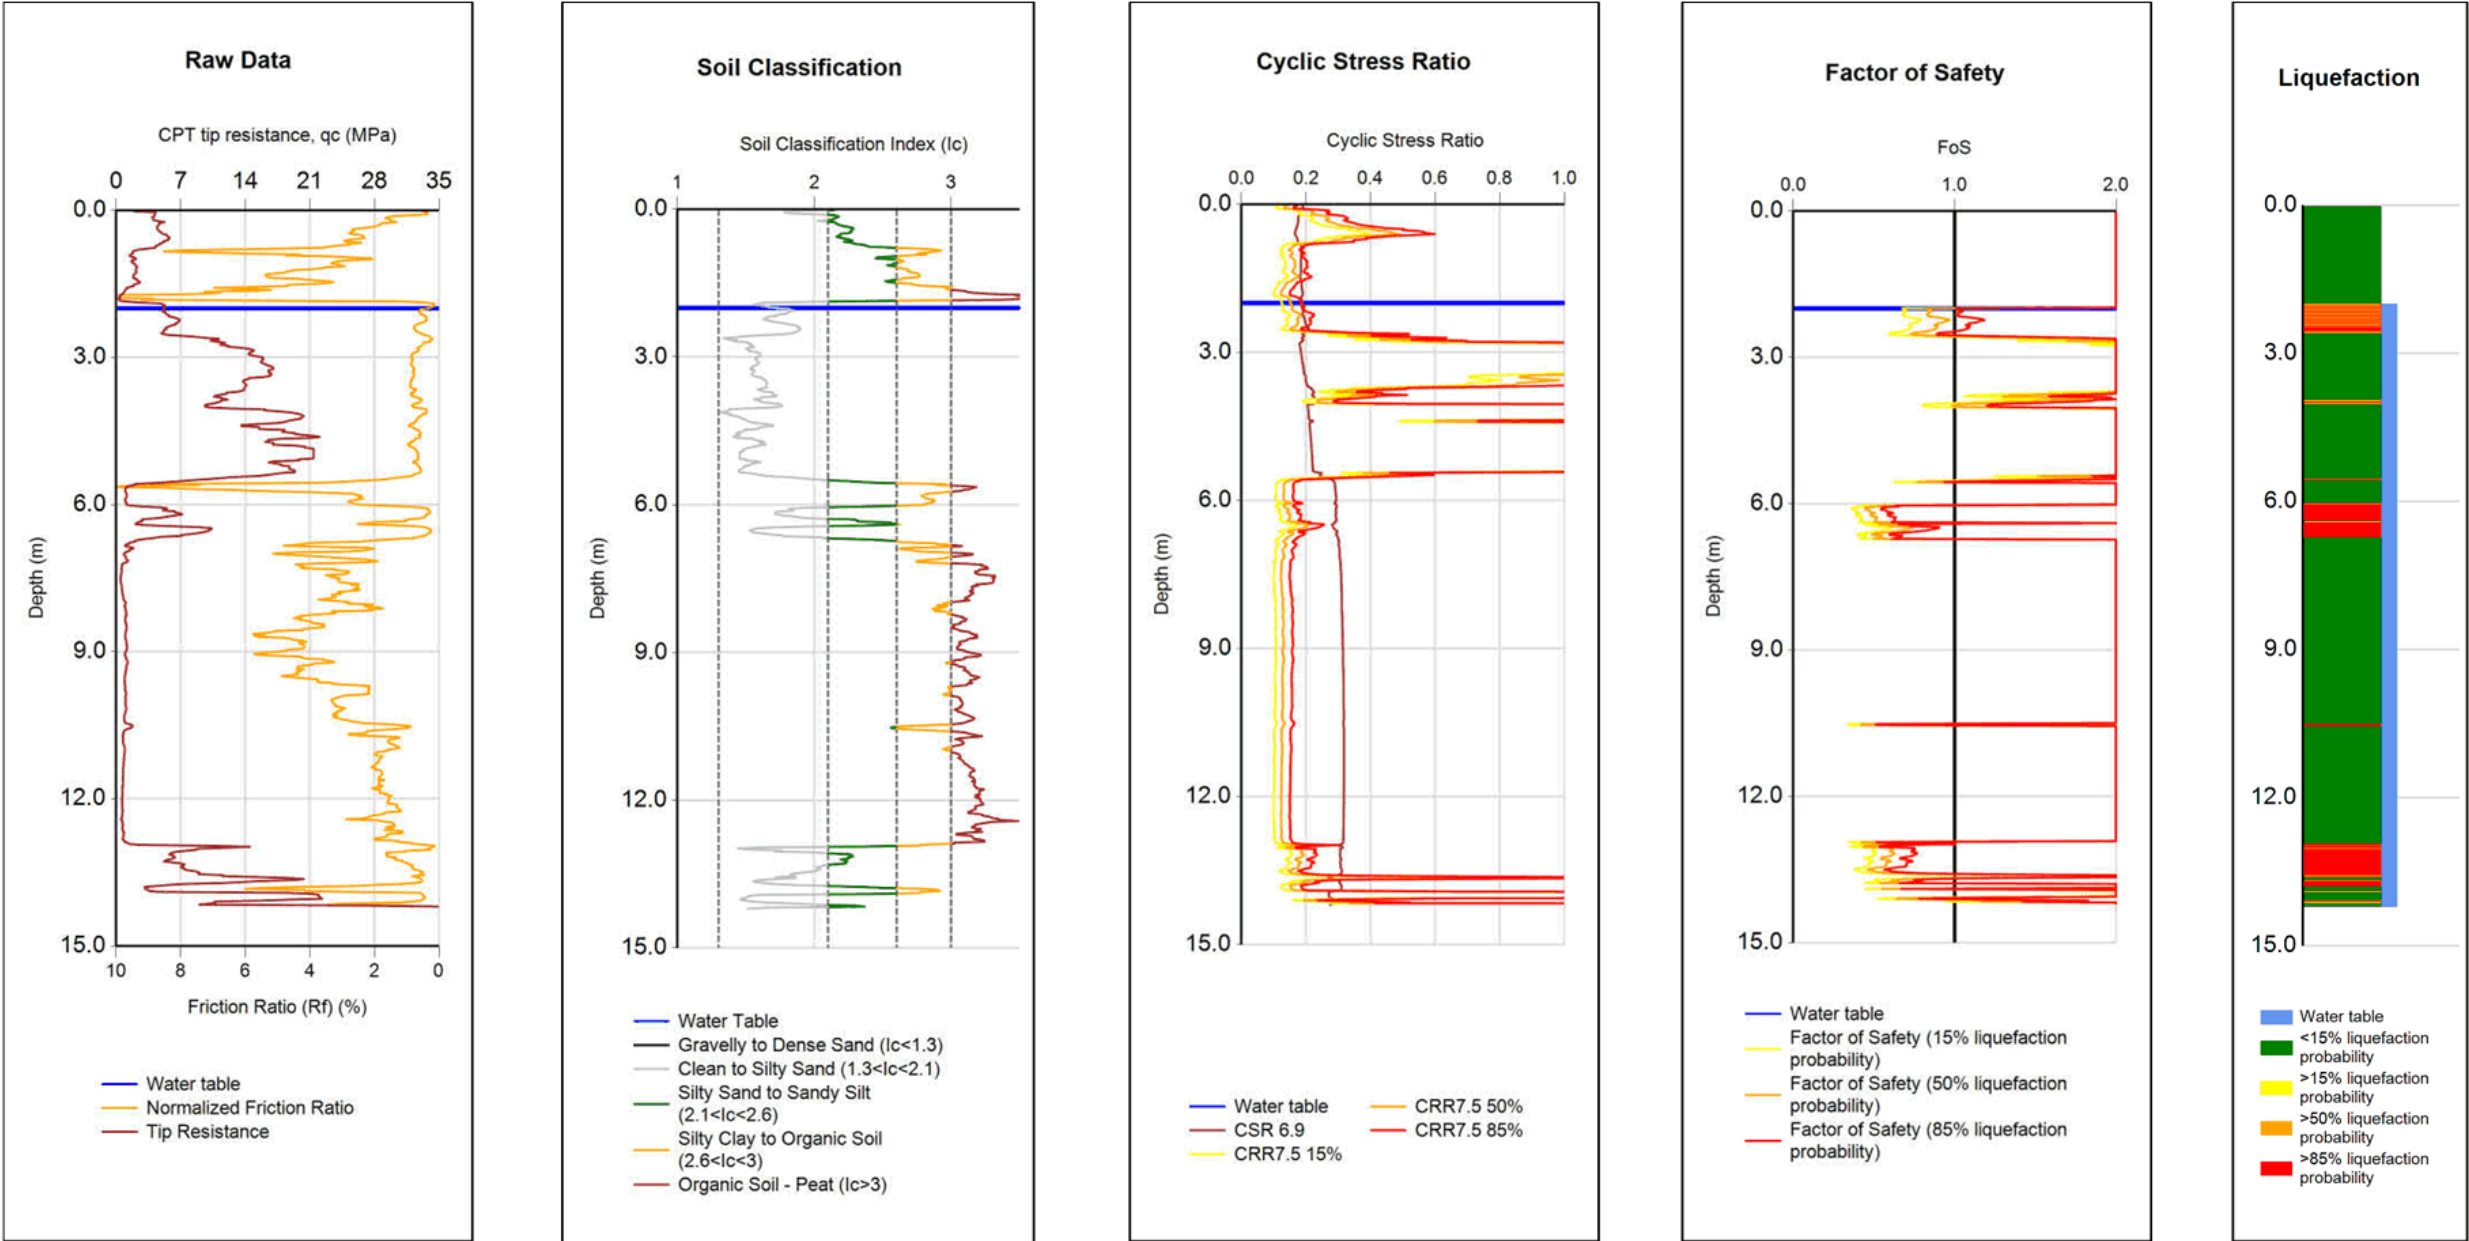 Raw Data
CPT tip resistance, qc (MPa)
0 7 14 21 28 35
0.0
3.0
6.0
9.0
12.0
15.0
Depth (m)
10 8 6 4 2 0
Friction Ratio (Rf) (%)
Water table
Normalized Friction Ratio
Tip Resistance
Soil Classification
Soil Classification Index (Ic)
1 2 3
0.0
3.0
6.0
9.0
12.0
15.0
Depth (m)
Water Table
Gravelly to Dense Sand (Ic<1.3)
Clean to Silty Sand (1.3<Ic<2.1)
Silty Sand to Sandy Silt
(2.1<Ic<2.6)
Silty Clay to Organic Soil
(2.6<Ic<3)
Organic Soil - Peat (Ic>3)
Cyclic Stress Ratio
Cyclic Stress Ratio
0.0 0.2 0.4 0.6 0.8 1.0
0.0
3.0
6.0
9.0
12.0
15.0
Depth (m)
Water table
CSR 6.9
CRR7.5 15%
CRR7.5 50%
CRR7.5 85%
Factor of Safety
FoS
0.0 1.0 2.0
0.0
3.0
6.0
9.0
12.0
15.0
Depth (m)
Water table
Factor of Safety (15% liquefaction
probability)
Factor of Safety (50% liquefaction
probability)
Factor of Safety (85% liquefaction
probability)
Liquefaction
0.0
3.0
6.0
9.0
12.0
15.0
Water table
<15% liquefaction
probability
>15% liquefaction
probability
>50% liquefaction
probability
>85% liquefaction
probability